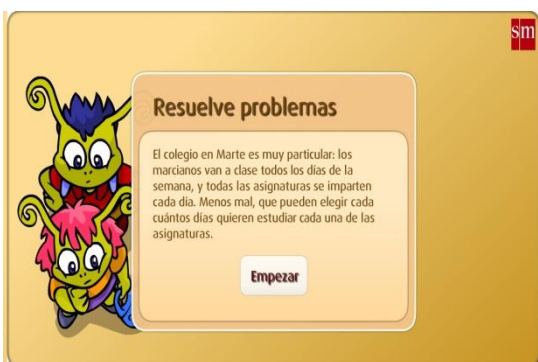 sm
Resuelve problemas
El colegio en Marte es muy particular: los
marcianos van a clase todos los días de la
semana, y todas las asignaturas se imparten
cada día. Menos mal, que pueden elegir cada
cuántos días quieren estudiar cada una de las
asignaturas.
Empezar